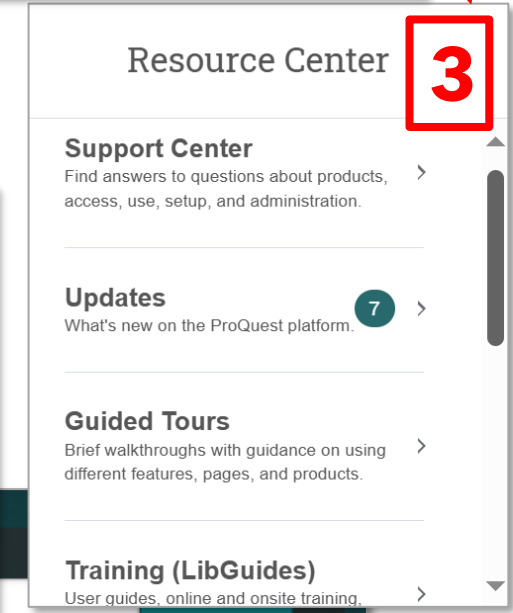 Resource Center
3
Support Center
Find answers to questions about products,
access, use, setup, and administration.
Updates
What's new on the ProQuest platform.
7
Guided Tours
Brief walkthroughs with guidance on using
different features, pages, and products.
Training (LibGuides)
User guides, online and onsite training,